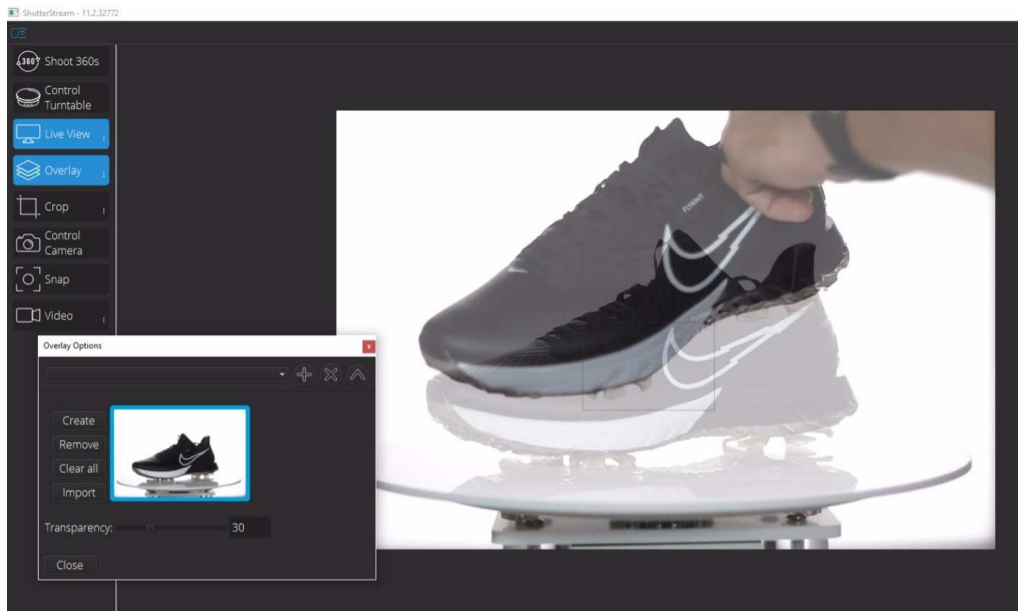 ShutterStream - 11.2.32772
Shoot 360s
Control
Turntable
Live View
Overlay
Crop
Control
Camera
Snap
Video
Overlay Options
x
Create
Remove
Clear all
Import
Transparency:
30
Close
FLYKNIT